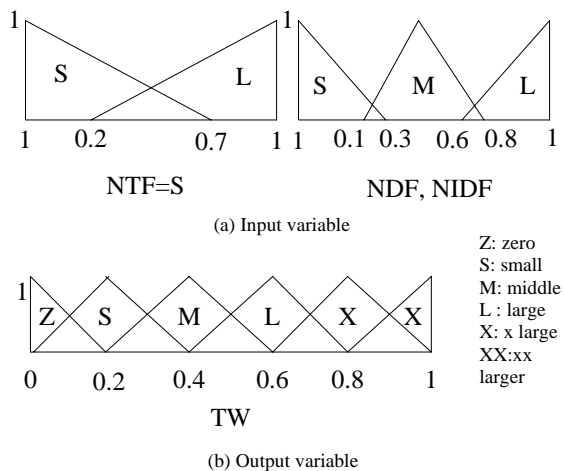 1 1 1 1
S L S M L
1 0.2 0.7 1 1 0.1 0.3 0.6 0.8 1
NTF=S NDF, NIDF
(a) Input variable
1 Z S M L X X
0 0.2 0.4 0.6 0.8 1
TW
(b) Output variable
Z: zero
S: small
M: middle
L : large
X: x large
XX:xx
larger